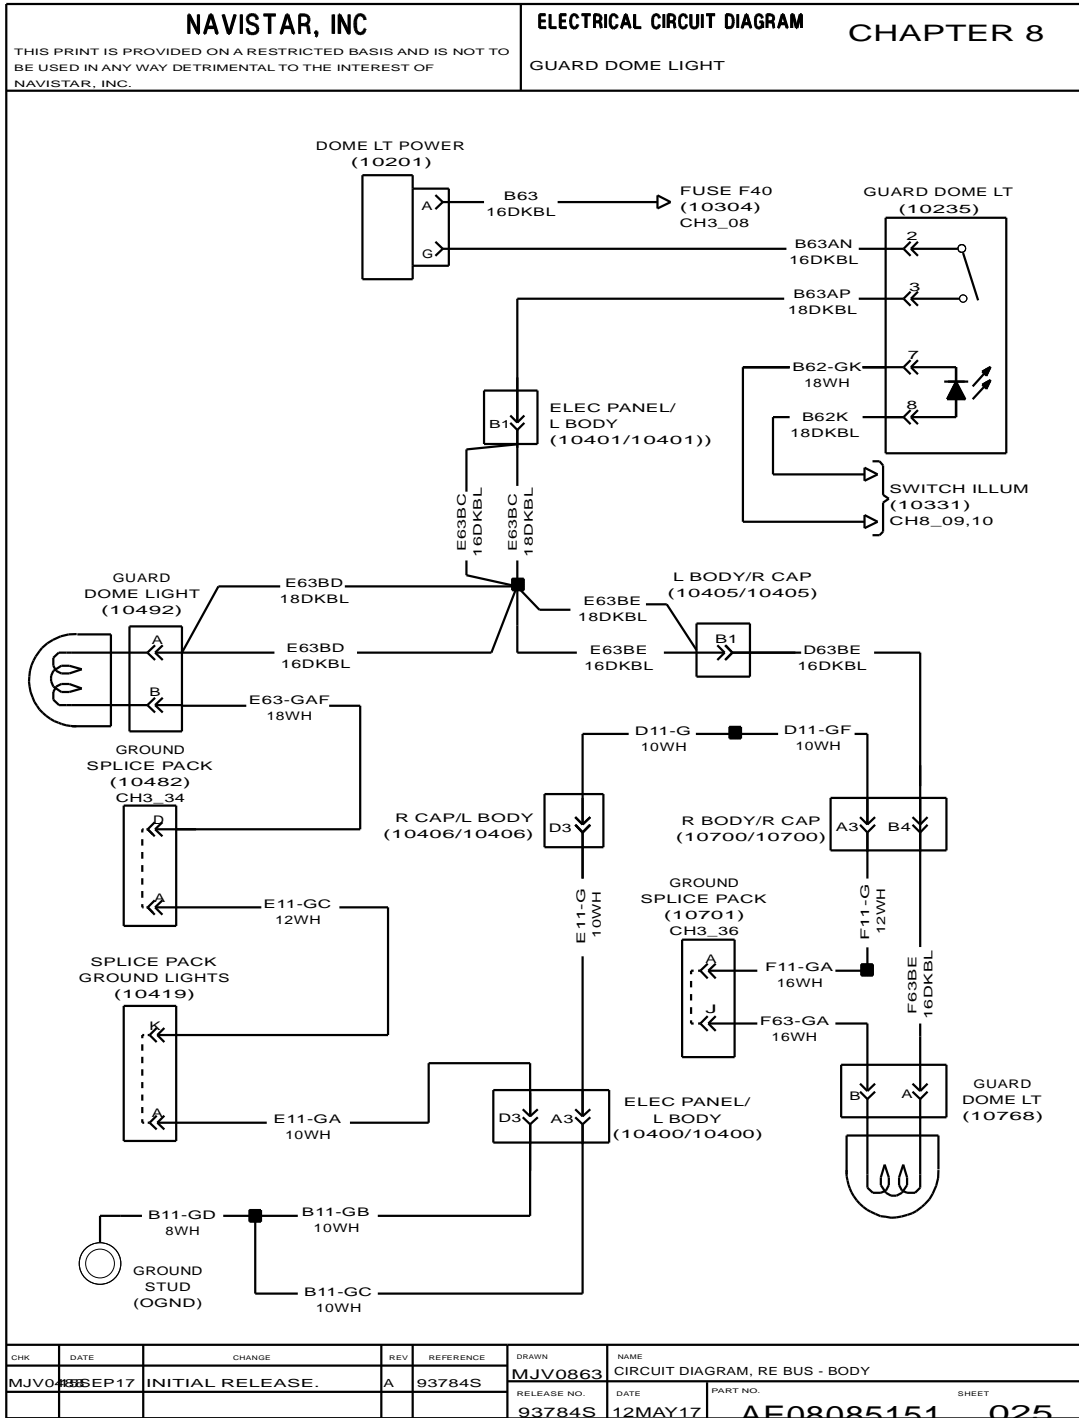 NAVISTAR, INC
THIS PRINT IS PROVIDED ON A RESTRICTED BASIS AND IS NOT TO
BE USED IN ANY WAY DETRIMENTAL TO THE INTEREST OF
NAVISTAR, INC.
ELECTRICAL CIRCUIT DIAGRAM
CHAPTER 8
GUARD DOME LIGHT
DOME LT POWER
(10201)
A
G
B63
16DKBL
FUSE F40
(10304)
CH3_08
GUARD DOME LT
(10235)
B63AN
16DKBL
2
B63AP
18DKBL
3
B62-GK
18WH
7
B62K
18DKBL
8
SWITCH ILLUM
(10331)
CH8_09,10
B1
ELEC PANEL/
L BODY
(10401/10401))
E63BC
16DKBL
E63BC
18DKBL
GUARD
DOME LIGHT
(10492)
A
B
E63BD
18DKBL
E63BD
16DKBL
E63BE
18DKBL
E63BE
16DKBL
L BODY/R CAP
(10405/10405)
B1
D63BE
16DKBL
E63-GAF
18WH
D11-G
10WH
D11-GF
10WH
GROUND
SPLICE PACK
(10482)
CH3_34
D
A
R CAP/L BODY
(10406/10406)
D3
R BODY/R CAP
(10700/10700)
A3
B4
E11-GC
12WH
E11-G
10WH
GROUND
SPLICE PACK
(10701)
CH3_36
A
J
F11-G
12WH
F11-GA
16WH
F63-GA
16WH
F63BE
16DKBL
SPLICE PACK
GROUND LIGHTS
(10419)
K
A
E11-GA
10WH
D3
A3
ELEC PANEL/
L BODY
(10400/10400)
B
A
GUARD
DOME LT
(10768)
B11-GD
8WH
B11-GB
10WH
GROUND
STUD
(OGND)
B11-GC
10WH
CHK
DATE
CHANGE
REV
REFERENCE
DRAWN
NAME
SEP17
INITIAL RELEASE.
A
93784S
MJV0863
CIRCUIT DIAGRAM, RE BUS - BODY
RELEASE NO.
DATE
PART NO.
SHEET
93784S
12MAY17
AE08085151
025